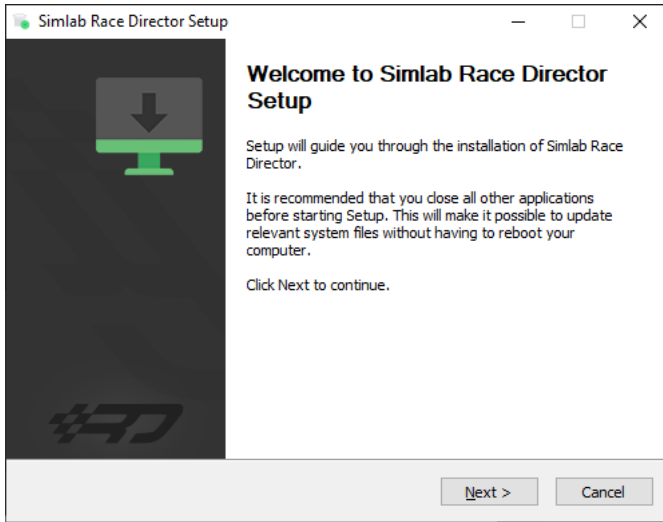 Simlab Race Director Setup
Welcome to Simlab Race Director
Setup
Setup will guide you through the installation of Simlab Race
Director.
It is recommended that you close all other applications
before starting Setup. This will make it possible to update
relevant system files without having to reboot your
computer.
Click Next to continue.
RD
Next >
Cancel